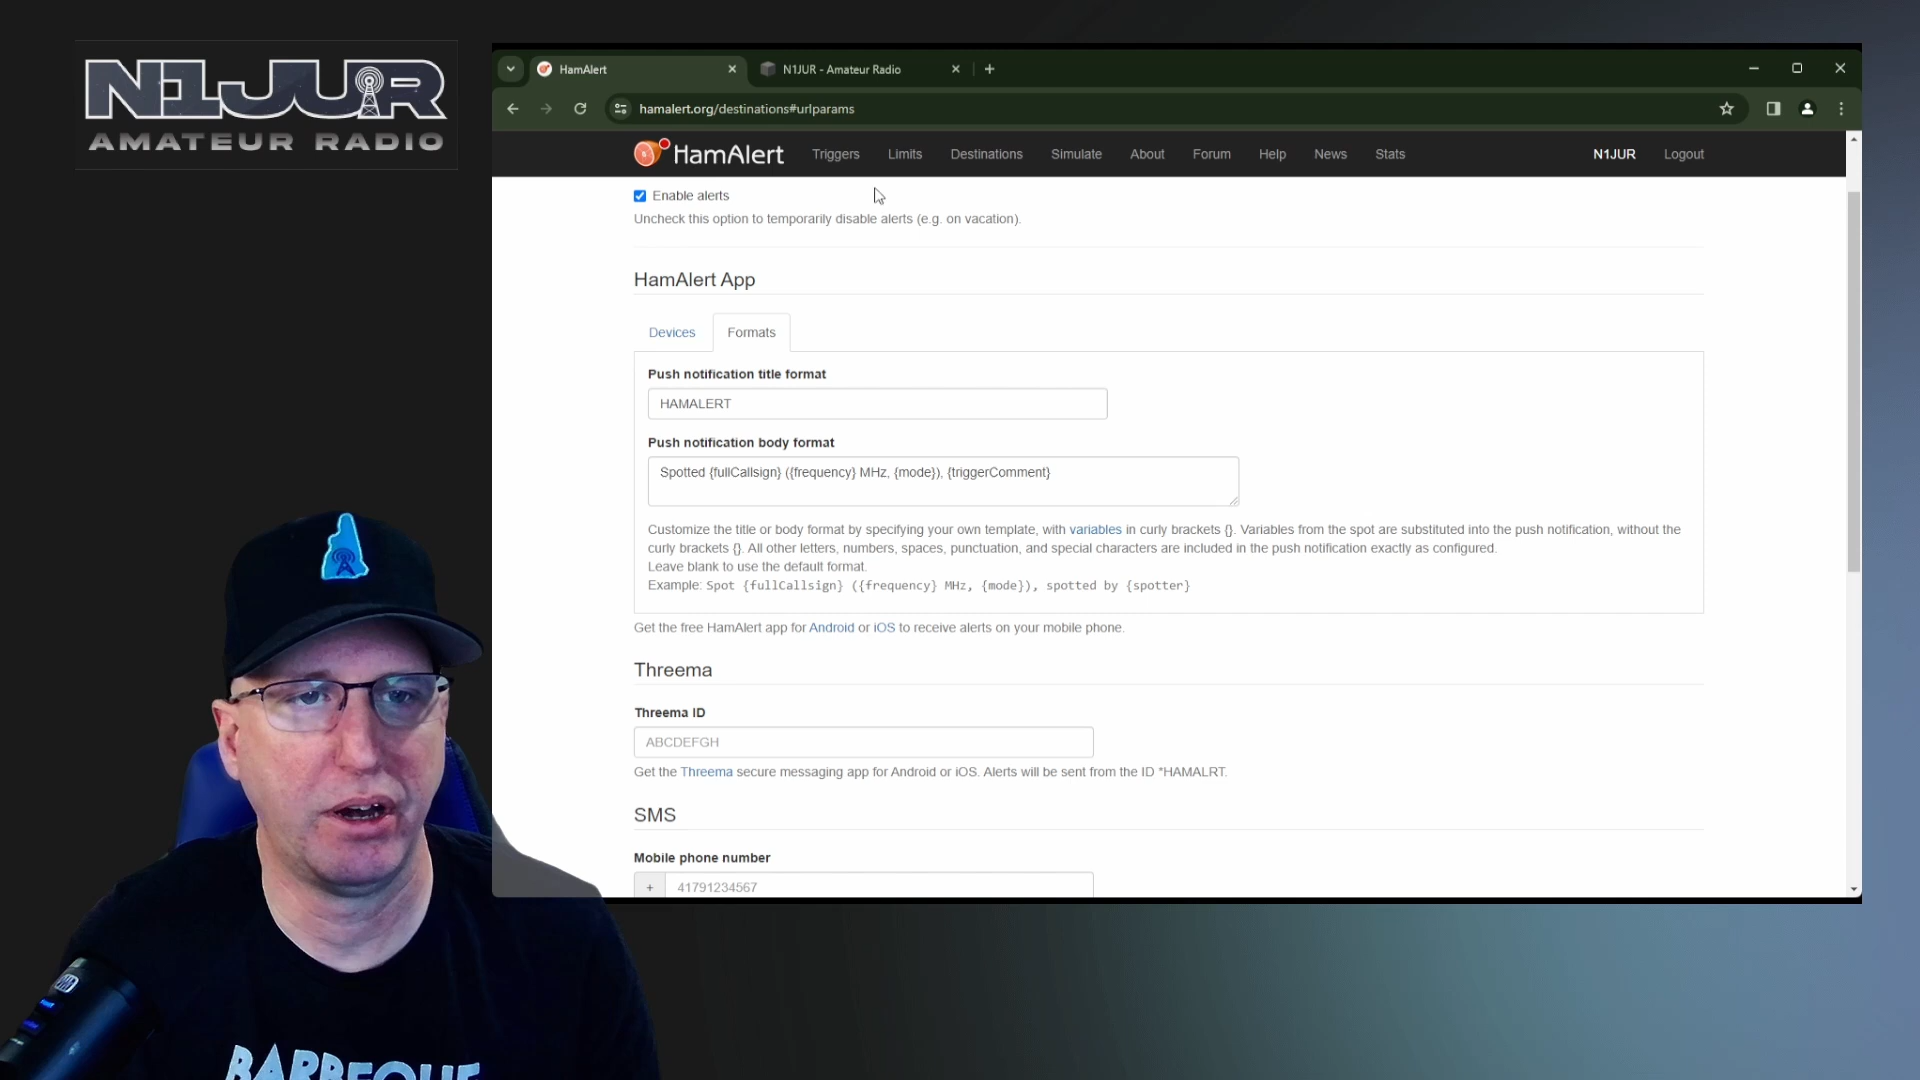 N1JUR
AMATEUR RADIO
HamAlert
N1JUR - Amateur Radio
hamalert.org/destinations#urlparams
HamAlert Triggers Limits Destinations Simulate About Forum Help News Stats N1JUR Logout
Enable alerts
Uncheck this option to temporarily disable alerts (e.g. on vacation).
HamAlert App
Devices Formats
Push notification title format
HAMALERT
Push notification body format
Spotted {fullCallsign} ({frequency} MHz, {mode}), {triggerComment}
Customize the title or body format by specifying your own template, with variables in curly brackets {}. Variables from the spot are substituted into the push notification, without the
curly brackets {}. All other letters, numbers, spaces, punctuation, and special characters are included in the push notification exactly as configured.
Leave blank to use the default format.
Example: Spot {fullCallsign} ({frequency} MHz, {mode}), spotted by {spotter}
Get the free HamAlert app for Android or iOS to receive alerts on your mobile phone.
Threema
Threema ID
ABCDEFGH
Get the Threema secure messaging app for Android or iOS. Alerts will be sent from the ID *HAMALRT.
SMS
Mobile phone number
+ 41791234567
BARBEQUE